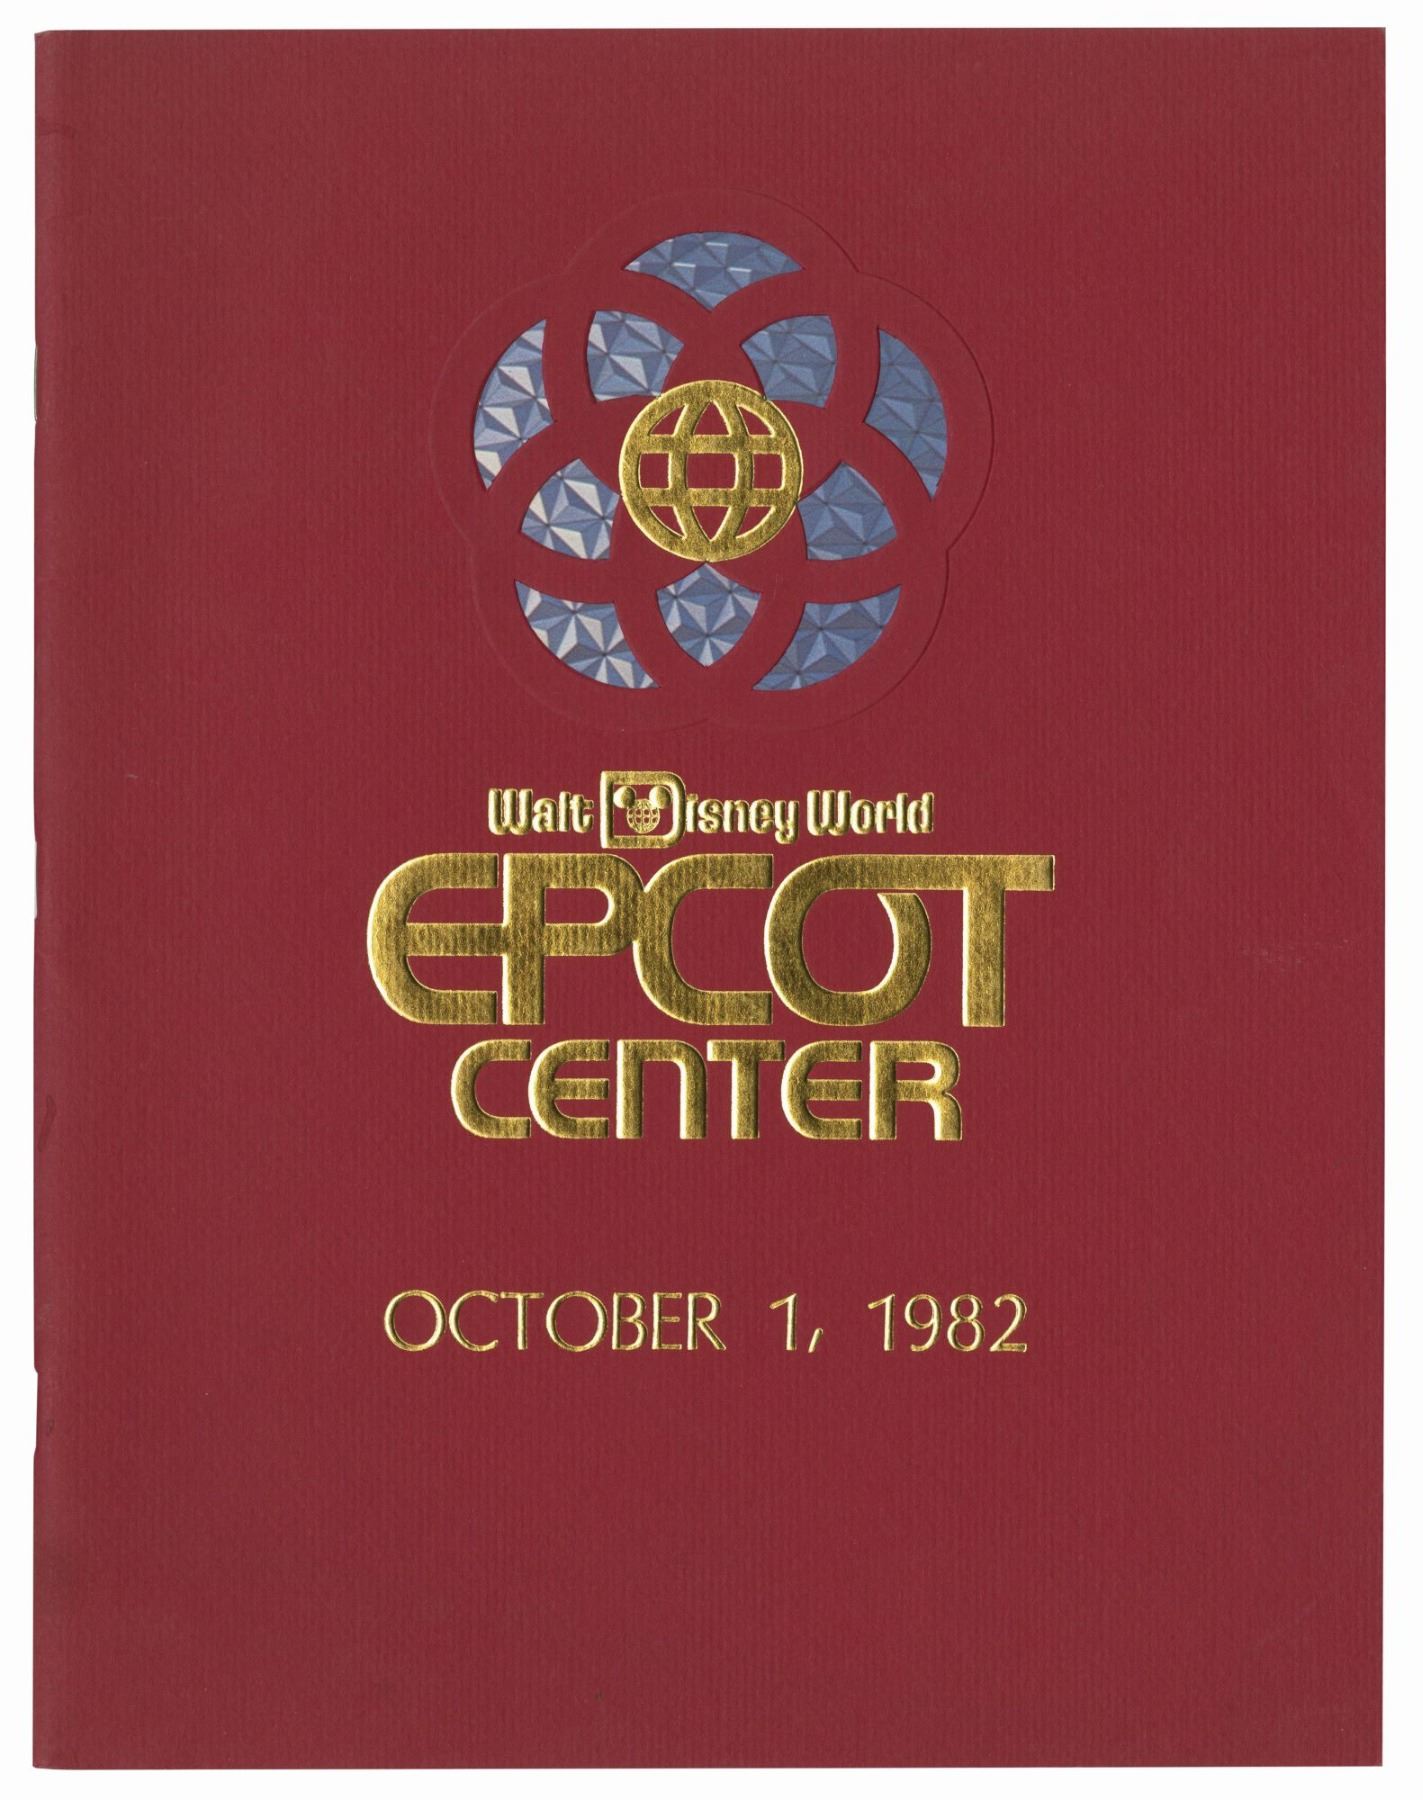 Walt Disney World
EPCOT
CENTER
OCTOBER 1, 1982